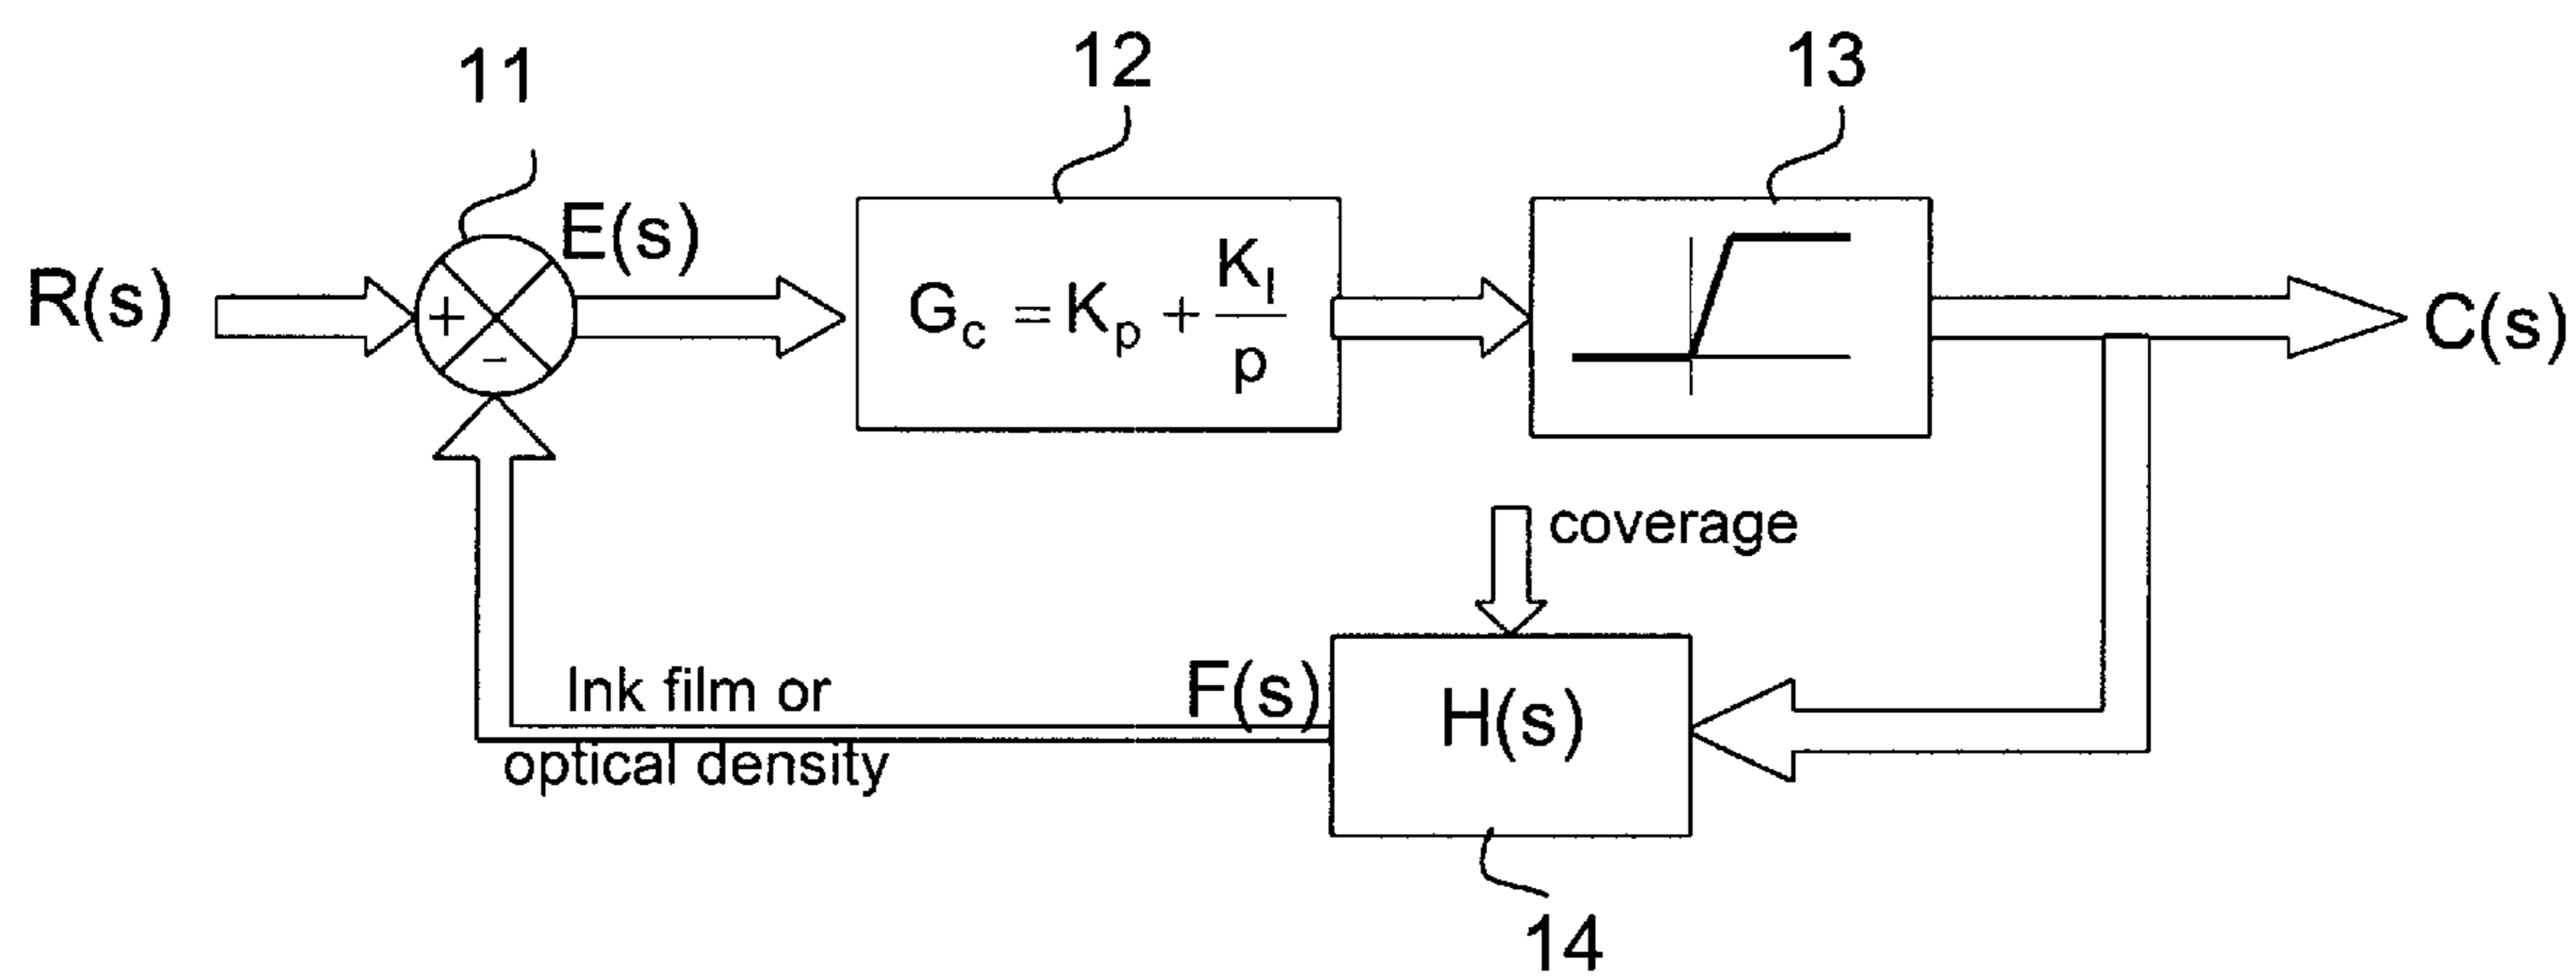 11
12
13
R(s)
+
−
E(s)
G_c = K_p + K_I/p
C(s)
coverage
Ink film or
optical density
F(s)
H(s)
14